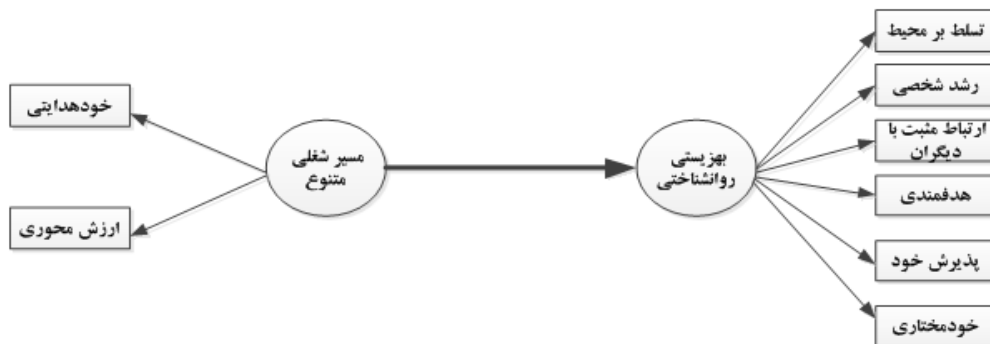 تسلط بر محیط
رشد شخصی
ارتباط مثبت با
دیگران
هدفمندی
پذیرش خود
خودمختاری
بهزیستی
روانشناختی
مسیر شغلی
متنوع
خودهدایتی
ارزش محوری